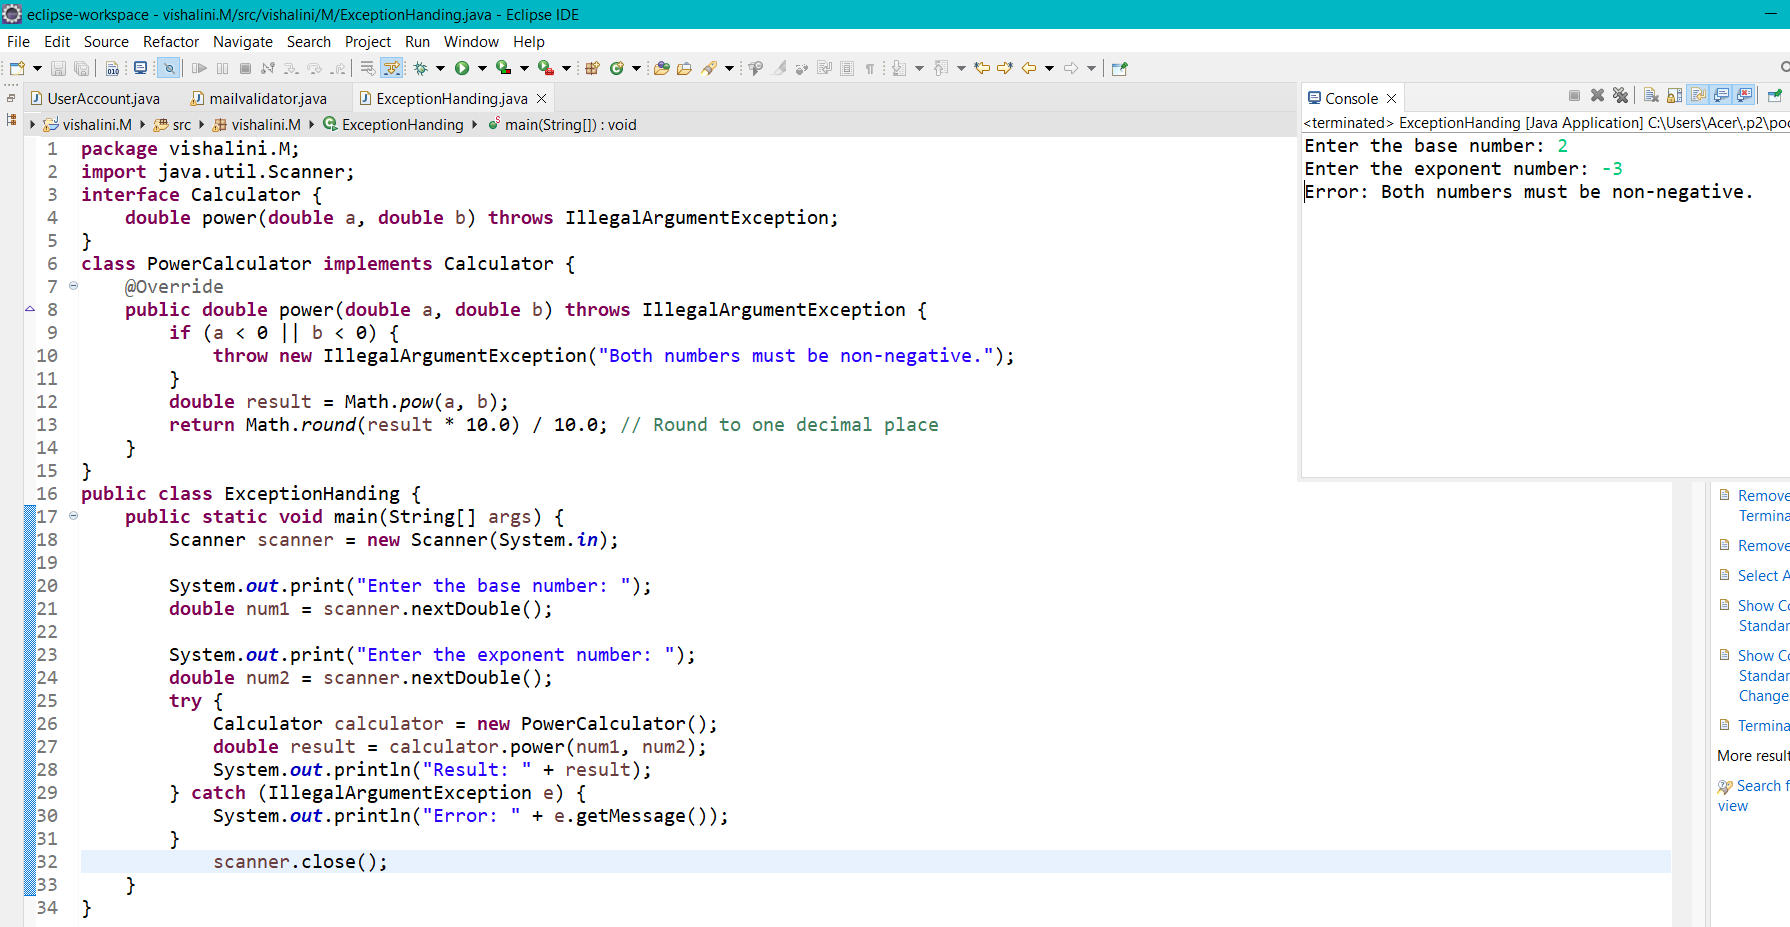 eclipse-workspace - vishalini.M/src/vishalini/M/ExceptionHanding.java - Eclipse IDE
File Edit Source Refactor Navigate Search Project Run Window Help
UserAccount.java mailvalidator.java ExceptionHanding.java
vishalini.M src vishalini.M ExceptionHanding main(String[]) : void
1 package vishalini.M;
2 import java.util.Scanner;
3 interface Calculator {
4 double power(double a, double b) throws IllegalArgumentException;
5 }
6 class PowerCalculator implements Calculator {
7 @Override
8 public double power(double a, double b) throws IllegalArgumentException {
9 if (a < 0 || b < 0) {
10 throw new IllegalArgumentException("Both numbers must be non-negative.");
11 }
12 double result = Math.pow(a, b);
13 return Math.round(result * 10.0) / 10.0; // Round to one decimal place
14 }
15 }
16 public class ExceptionHanding {
17 public static void main(String[] args) {
18 Scanner scanner = new Scanner(System.in);
19
20 System.out.print("Enter the base number: ");
21 double num1 = scanner.nextDouble();
22
23 System.out.print("Enter the exponent number: ");
24 double num2 = scanner.nextDouble();
25 try {
26 Calculator calculator = new PowerCalculator();
27 double result = calculator.power(num1, num2);
28 System.out.println("Result: " + result);
29 } catch (IllegalArgumentException e) {
30 System.out.println("Error: " + e.getMessage());
31 }
32 scanner.close();
33 }
34 }
Console
<terminated> ExceptionHanding [Java Application] C:\Users\Acer\.p2\poo
Enter the base number: 2
Enter the exponent number: -3
Error: Both numbers must be non-negative.
Remove
Termina
Remove
Select A
Show Co
Standar
Show Co
Standar
Change
Termina
More result
Search f
view